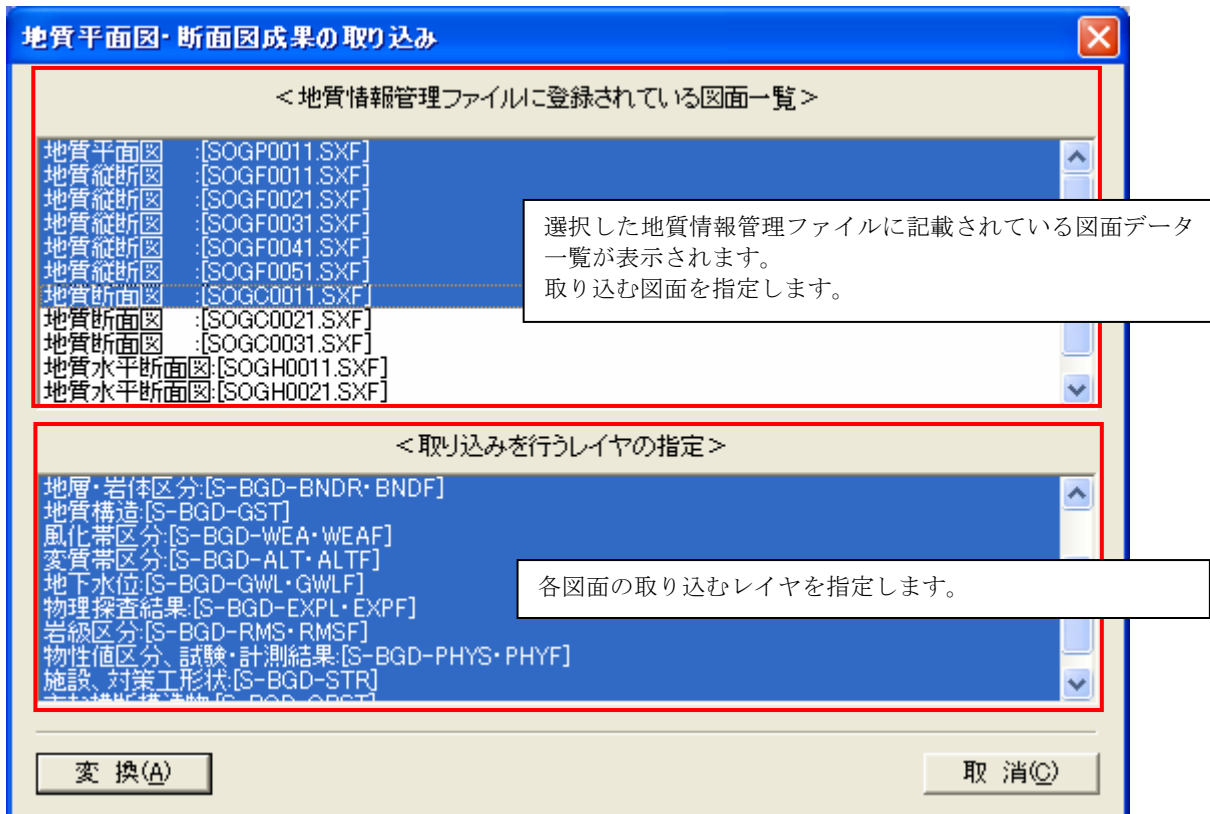 地質平面図・断面図成果の取り込み
＜地質情報管理ファイルに登録されている図面一覧＞
地質平面図　:[S0GP0011.SXF]
地質縦断図　:[S0GF0011.SXF]
地質縦断図　:[S0GF0021.SXF]
地質縦断図　:[S0GF0031.SXF]
地質縦断図　:[S0GF0041.SXF]
地質縦断図　:[S0GF0051.SXF]
地質断面図　:[S0GC0011.SXF]
地質断面図　:[S0GC0021.SXF]
地質断面図　:[S0GC0031.SXF]
地質水平断面図:[S0GH0011.SXF]
地質水平断面図:[S0GH0021.SXF]
選択した地質情報管理ファイルに記載されている図面データ
一覧が表示されます。
取り込む図面を指定します。
＜取り込みを行うレイヤの指定＞
地層・岩体区分:[S-BGD-BNDR・BNDF]
地質構造:[S-BGD-GST]
風化帯区分:[S-BGD-WEA・WEAF]
変質帯区分:[S-BGD-ALT・ALTF]
地下水位:[S-BGD-GWL・GWLF]
物理探査結果:[S-BGD-EXPL・EXPF]
岩級区分:[S-BGD-RMS・RMSF]
物性値区分、試験・計測結果:[S-BGD-PHYS・PHYF]
施設、対策工形状:[S-BGD-STR]
各図面の取り込むレイヤを指定します。
変 換(A)
取 消(C)